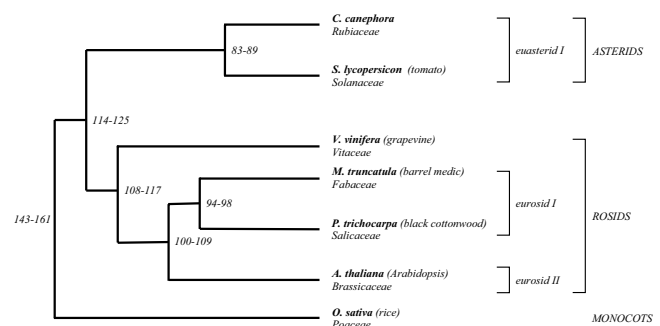 C. canephora
Rubiaceae
83-89
euasterid I
ASTERIDS
S. lycopersicon (tomato)
Solanaceae
114-125
V. vinifera (grapevine)
Vitaceae
M. truncatula (barrel medic)
Fabaceae
108-117
94-98
eurosid I
143-161
P. trichocarpa (black cottonwood)
Salicaceae
ROSIDS
100-109
A. thaliana (Arabidopsis)
Brassicaceae
eurosid II
O. sativa (rice)
Poaceae
MONOCOTS